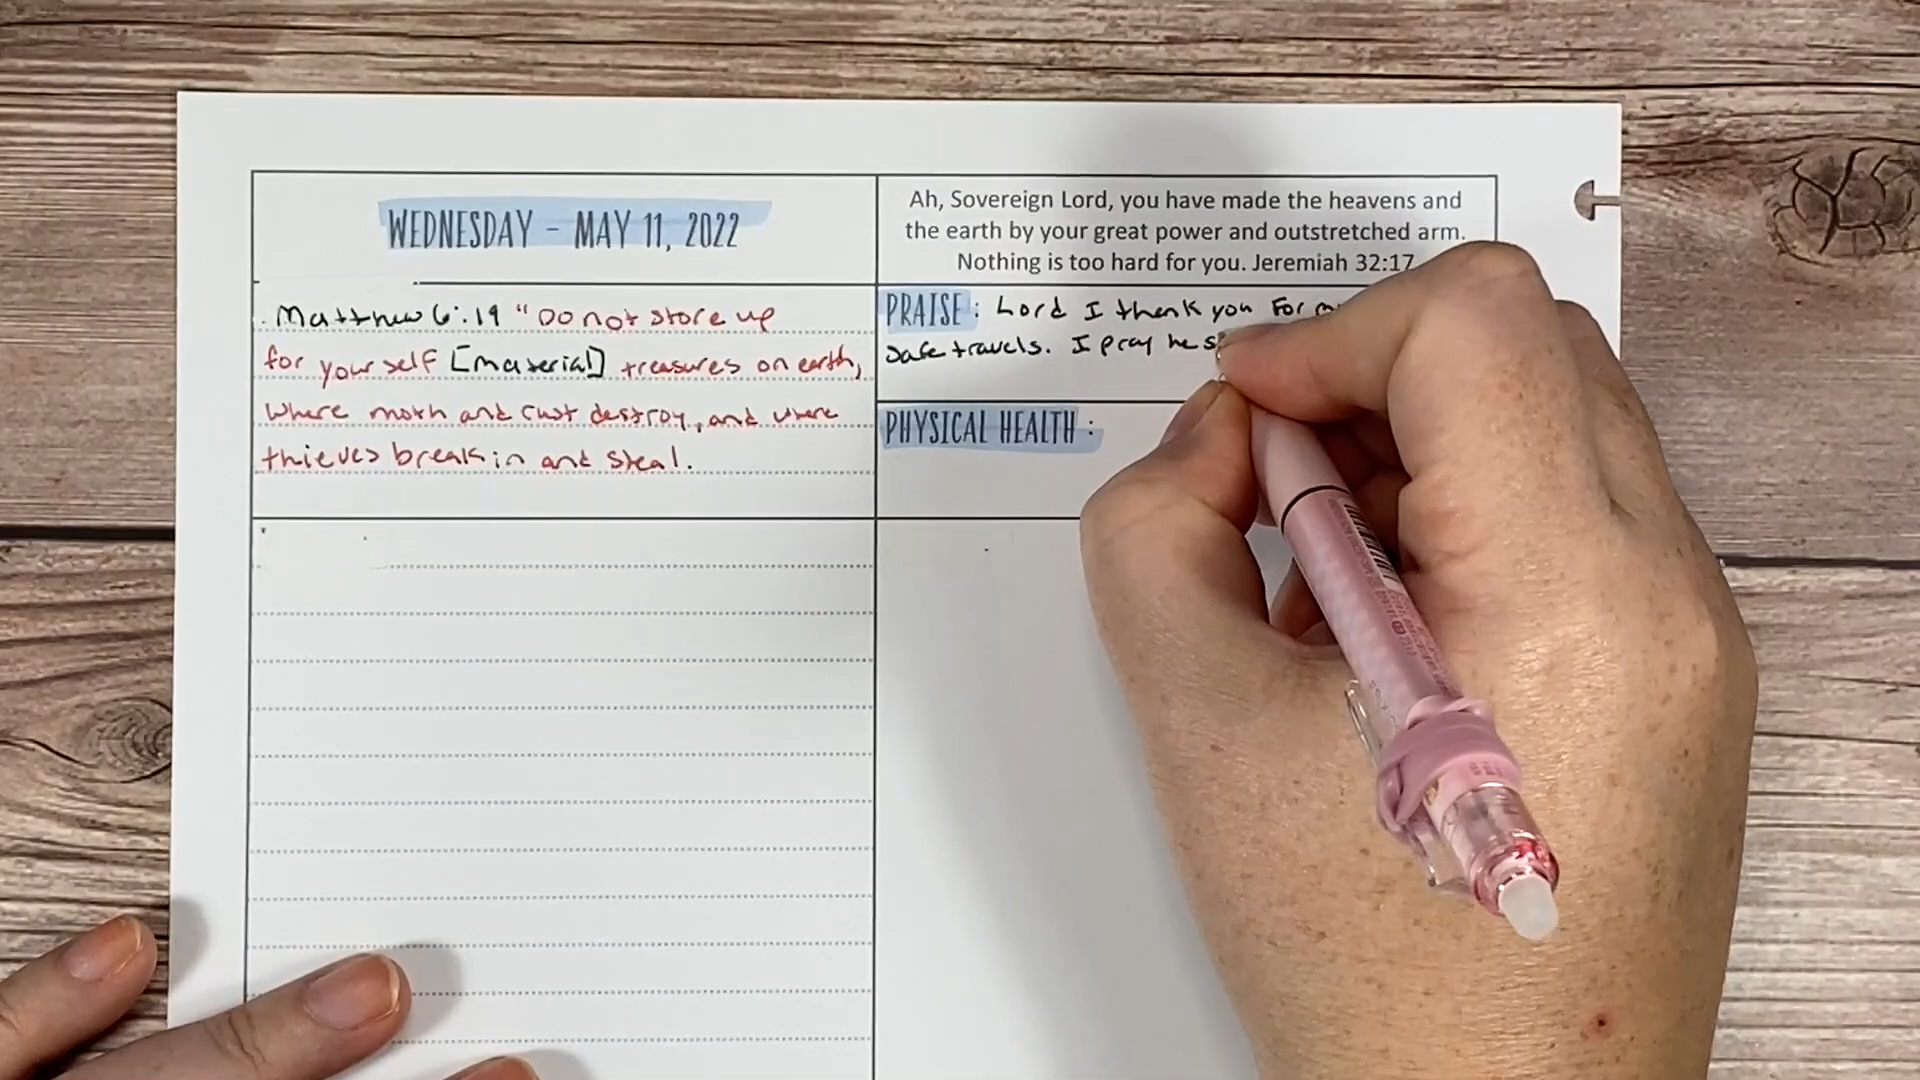 WEDNESDAY - MAY 11, 2022
Matthew 6:19 "Do not store up
for your self [material] treasures on earth,
where moth and rust destroy, and where
thieves break in and steal.
Ah, Sovereign Lord, you have made the heavens and
the earth by your great power and outstretched arm.
Nothing is too hard for you. Jeremiah 32:17
PRAISE: Lord I thank you For
safe travels. I pray he
PHYSICAL HEALTH: